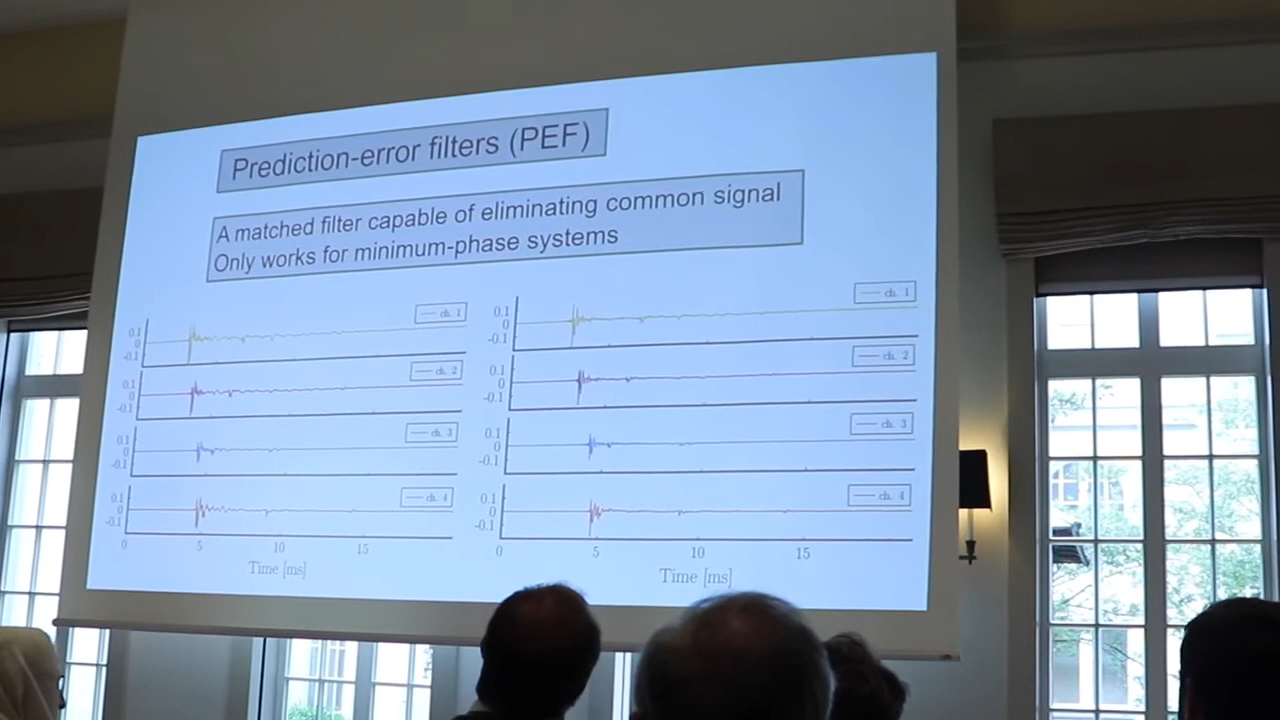 Prediction-error filters (PEF)
A matched filter capable of eliminating common signal
Only works for minimum-phase systems
ch. 1
0.1
0
-0.1
ch. 2
0.1
0
-0.1
ch. 3
0.1
0
-0.1
ch. 4
0.1
0
-0.1
0 5 10 15
Time [ms]
ch. 1
0.1
0
-0.1
ch. 2
0.1
0
-0.1
ch. 3
0.1
0
-0.1
ch. 4
0.1
0
-0.1
0 5 10 15
Time [ms]